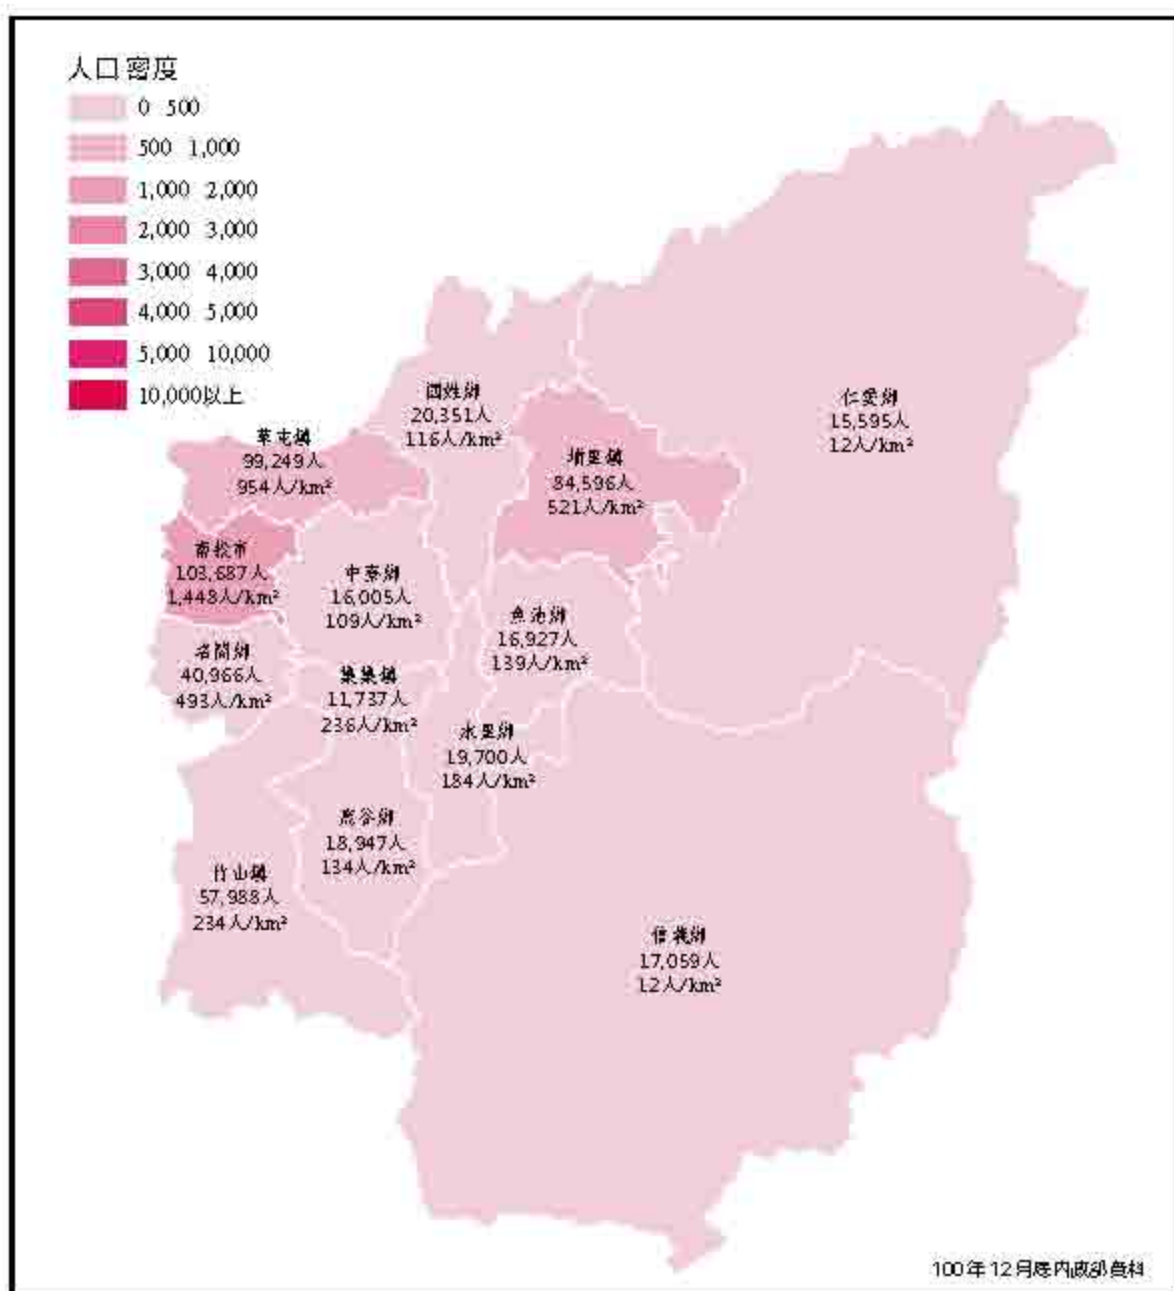 人口密度
0 500
500 1,000
1,000 2,000
2,000 3,000
3,000 4,000
4,000 5,000
5,000 10,000
10,000以上
國姓鄉
20,351人
116人/km²
仁愛鄉
15,595人
12人/km²
草屯鎮
99,249人
954人/km²
埔里鎮
84,596人
521人/km²
南投市
103,687人
1,448人/km²
中寮鄉
16,005人
109人/km²
魚池鄉
16,927人
139人/km²
名間鄉
40,966人
493人/km²
集集鎮
11,737人
236人/km²
水里鄉
19,700人
184人/km²
鹿谷鄉
18,947人
134人/km²
竹山鎮
57,988人
234人/km²
信義鄉
17,059人
12人/km²
100年12月底內政部資料